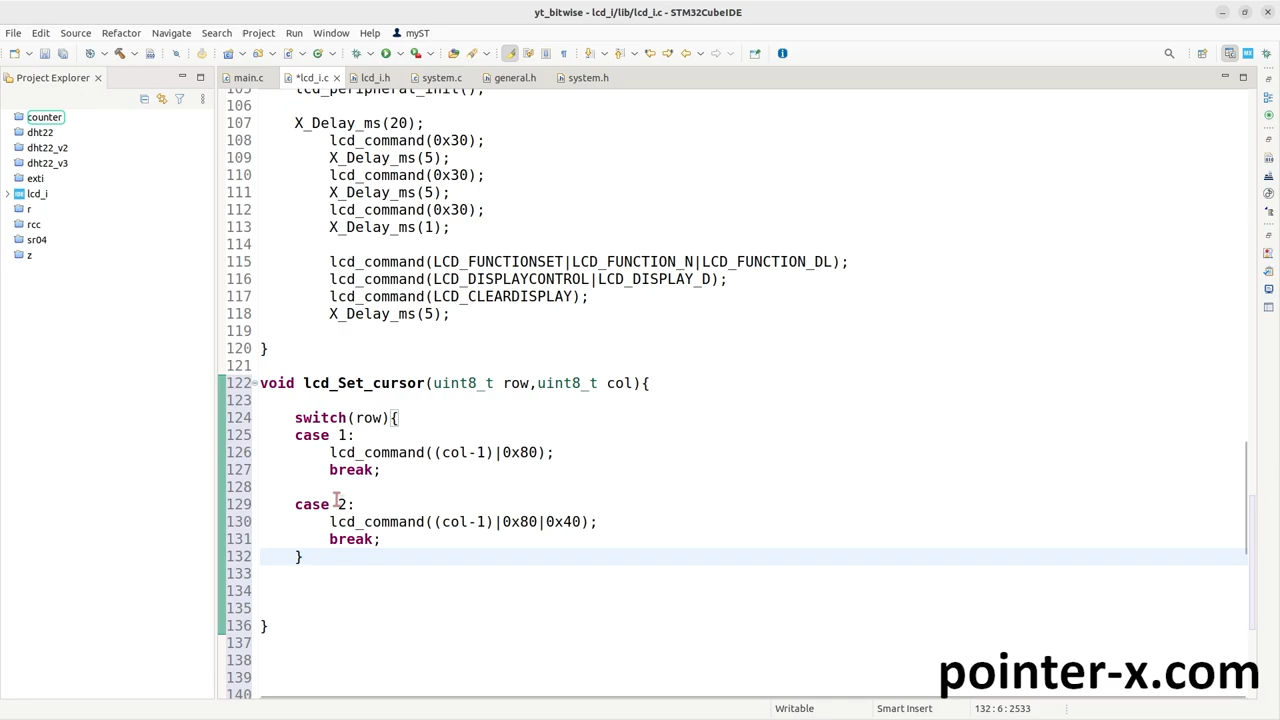 yt_bitwise - lcd_i/lib/lcd_i.c - STM32CubeIDE
File Edit Source Refactor Navigate Search Project Run Window Help myST
Project Explorer
main.c *lcd_i.c lcd_i.h system.c general.h system.h
counter
dht22
dht22_v2
dht22_v3
exti
lcd_i
r
rcc
sr04
z
105 lcd_peripheral_init();
106
107 X_Delay_ms(20);
108 lcd_command(0x30);
109 X_Delay_ms(5);
110 lcd_command(0x30);
111 X_Delay_ms(5);
112 lcd_command(0x30);
113 X_Delay_ms(1);
114
115 lcd_command(LCD_FUNCTIONSET|LCD_FUNCTION_N|LCD_FUNCTION_DL);
116 lcd_command(LCD_DISPLAYCONTROL|LCD_DISPLAY_D);
117 lcd_command(LCD_CLEARDISPLAY);
118 X_Delay_ms(5);
119
120 }
121
122 void lcd_Set_cursor(uint8_t row,uint8_t col){
123
124 switch(row){
125 case 1:
126 lcd_command((col-1)|0x80);
127 break;
128
129 case 2:
130 lcd_command((col-1)|0x80|0x40);
131 break;
132 }
133
134
135
136 }
137
138
139
140
pointer-x.com
Writable Smart Insert 132 : 6 : 2533